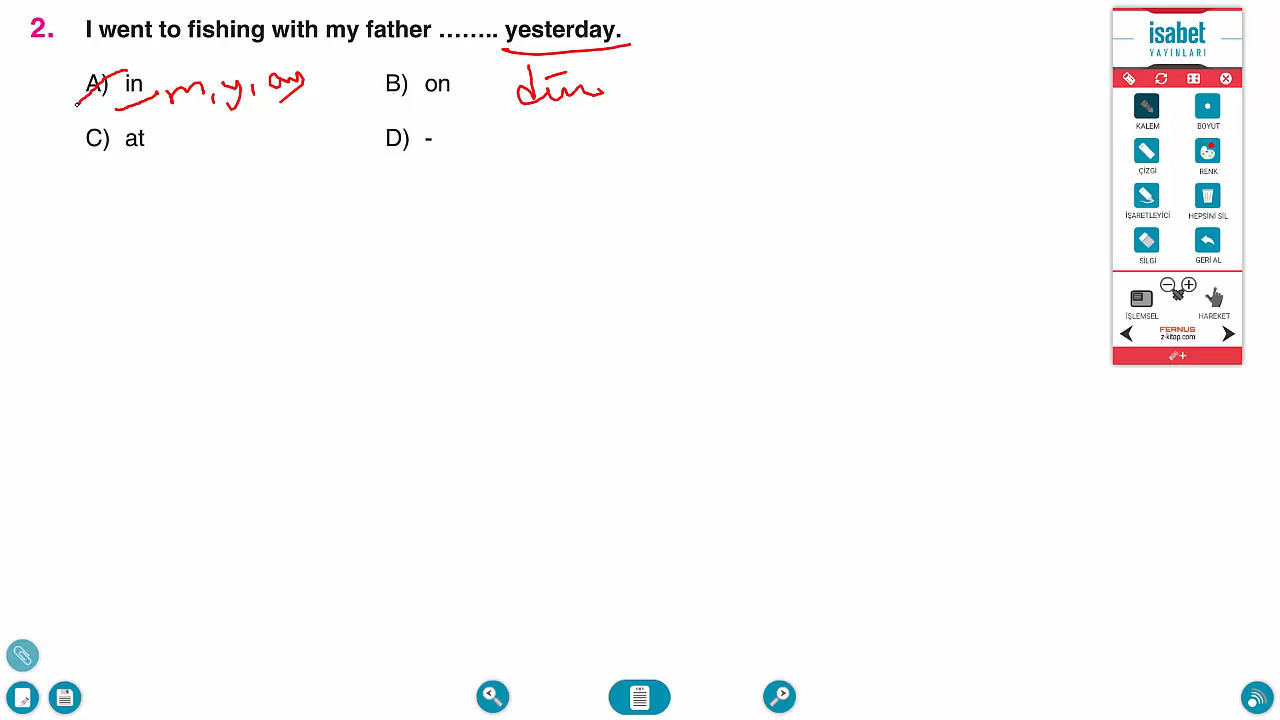 2. I went to fishing with my father …….. yesterday.
A) in m, y, ay B) on dün
C) at D) -
isabet
YAYINLARI
KALEM BOYUT
ÇİZGİ RENK
İŞARETLEYİCİ HEPSİNİ SİL
SİLGİ GERİ AL
İŞLEMSEL HAREKET
FERNUS
z-kitap.com